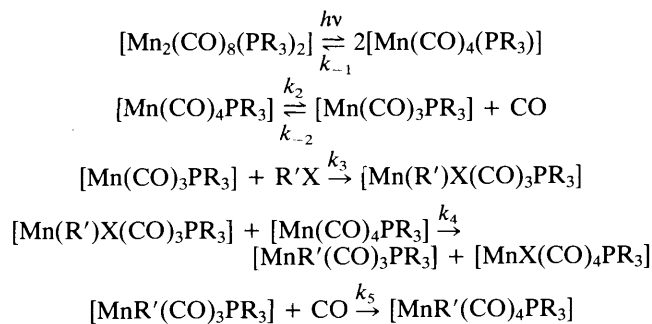 hν
[Mn₂(CO)₈(PR₃)₂] ⇌ 2[Mn(CO)₄(PR₃)]
k₋₁
k₂
[Mn(CO)₄PR₃] ⇌ [Mn(CO)₃PR₃] + CO
k₋₂
[Mn(CO)₃PR₃] + R′X k₃→ [Mn(R′)X(CO)₃PR₃]
[Mn(R′)X(CO)₃PR₃] + [Mn(CO)₄PR₃] k₄→
[MnR′(CO)₃PR₃] + [MnX(CO)₄PR₃]
[MnR′(CO)₃PR₃] + CO k₅→ [MnR′(CO)₄PR₃]